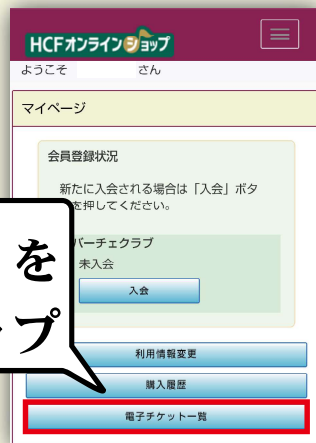 HCFオンラインショップ
ようこそ さん
マイページ
会員登録状況
新たに入会される場合は「入会」ボタ
を押してください。
バーチェクラブ
未入会
入会
を
プ
利用情報変更
購入履歴
電子チケット一覧